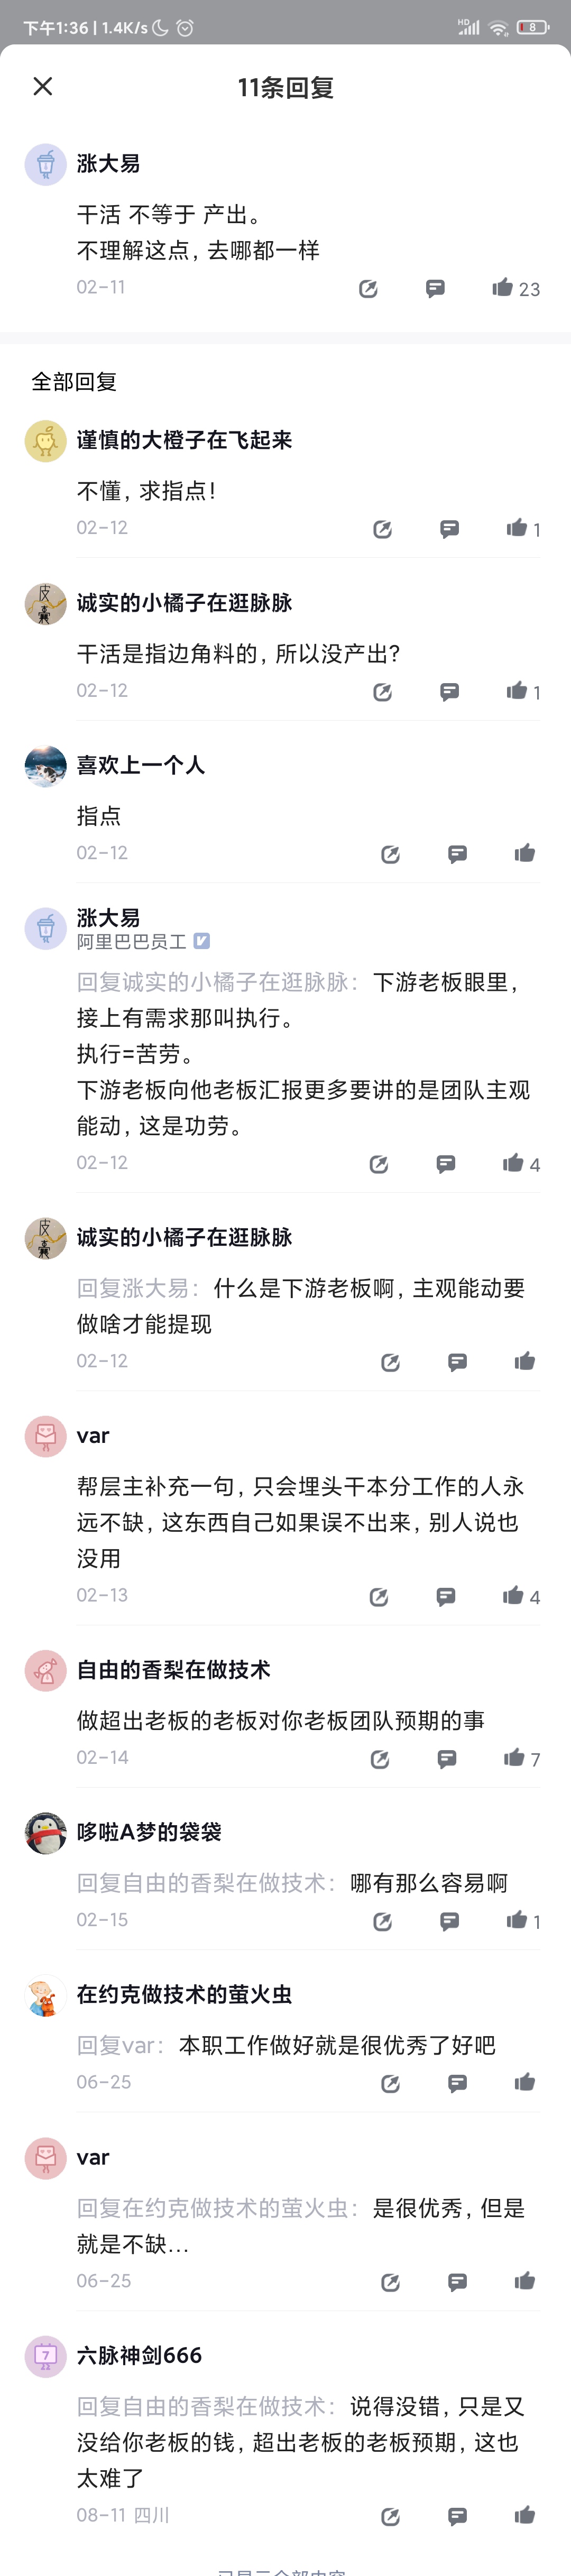 下午1:36 | 1.4K/s
HD
8
11条回复
涨大易
干活 不等于 产出。
不理解这点，去哪都一样
02-11
23
全部回复
谨慎的大橙子在飞起来
不懂，求指点！
02-12
1
皮囊
诚实的小橘子在逛脉脉
干活是指边角料的，所以没产出？
02-12
1
喜欢上一个人
指点
02-12
涨大易
阿里巴巴员工
回复诚实的小橘子在逛脉脉：下游老板眼里，
接上有需求那叫执行。
执行=苦劳。
下游老板向他老板汇报更多要讲的是团队主观
能动，这是功劳。
02-12
4
皮囊
诚实的小橘子在逛脉脉
回复涨大易：什么是下游老板啊，主观能动要
做啥才能提现
02-12
var
帮层主补充一句，只会埋头干本分工作的人永
远不缺，这东西自己如果误不出来，别人说也
没用
02-13
4
自由的香梨在做技术
做超出老板的老板对你老板团队预期的事
02-14
7
哆啦A梦的袋袋
回复自由的香梨在做技术：哪有那么容易啊
02-15
1
在约克做技术的萤火虫
回复var：本职工作做好就是很优秀了好吧
06-25
var
回复在约克做技术的萤火虫：是很优秀，但是
就是不缺...
06-25
7
六脉神剑666
回复自由的香梨在做技术：说得没错，只是又
没给你老板的钱，超出老板的老板预期，这也
太难了
08-11 四川
已显示全部内容